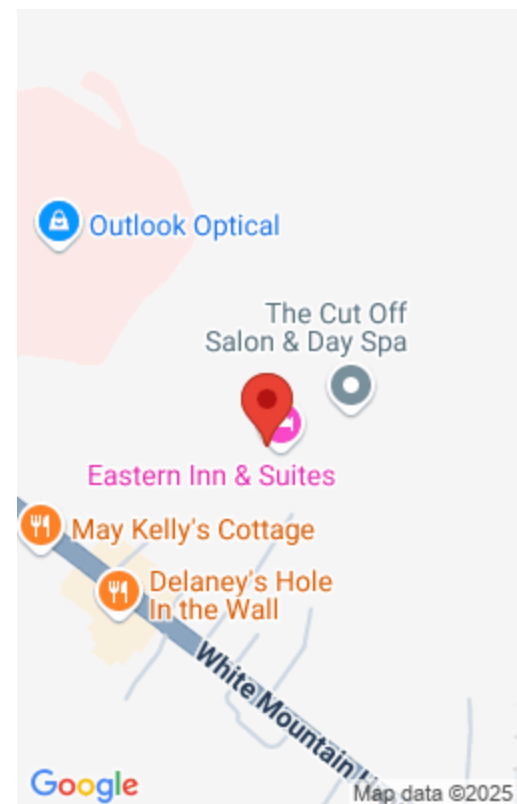 Outlook Optical
The Cut Off
Salon & Day Spa
Eastern Inn & Suites
May Kelly's Cottage
Delaney's Hole
In the Wall
White Mountain
Google
Map data ©2025